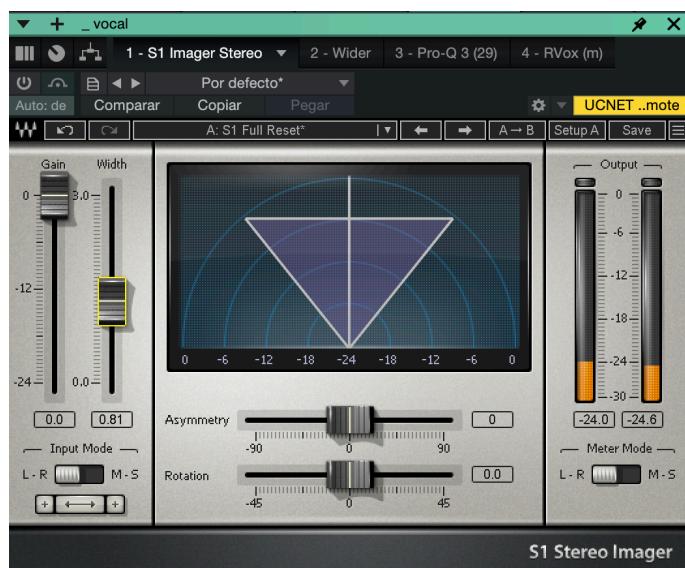 _ vocal
1 - S1 Imager Stereo 2 - Wider 3 - Pro-Q 3 (29) 4 - RVox (m)
Por defecto*
Auto: de Comparar Copiar Pegar UCNET ..mote
A: S1 Full Reset* A→B Setup A Save
Gain Width
0 3.0
-12
-24 0.0
0.0 0.81
Input Mode
L - R M - S
+ ↔ +
0 -6 -12 -18 -24 -18 -12 -6 0
Asymmetry 0
-90 0 90
Rotation 0.0
-45 0 45
Output
0
-6
-12
-18
-24
-30
-24.0 -24.6
Meter Mode
L - R M - S
S1 Stereo Imager